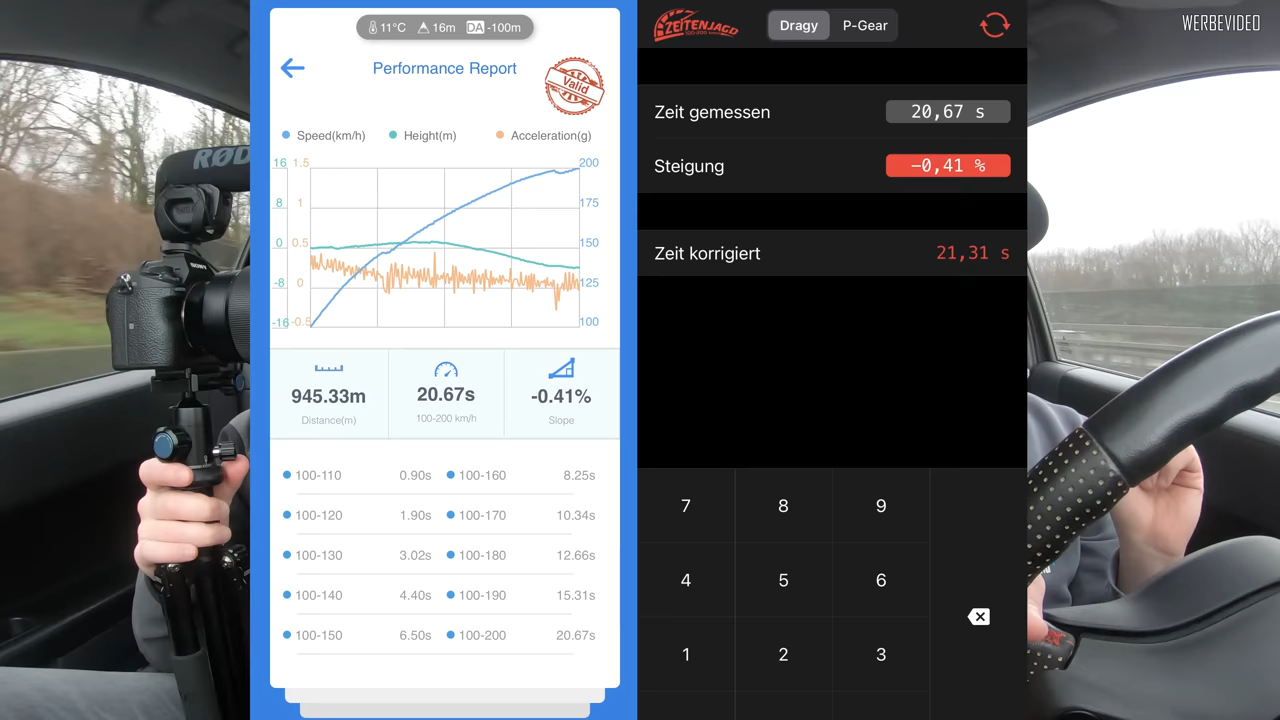 WERBEVIDEO
RØD
SONY
11°C 16m DA -100m
Performance Report
Valid
Speed(km/h) Height(m) Acceleration(g)
16 1.5 200
8 1 175
0 0.5 150
-8 0 125
-16 -0.5 100
945.33m 20.67s -0.41%
Distance(m) 100-200 km/h Slope
100-110 0.90s 100-160 8.25s
100-120 1.90s 100-170 10.34s
100-130 3.02s 100-180 12.66s
100-140 4.40s 100-190 15.31s
100-150 6.50s 100-200 20.67s
ZEITENJAGD
100-200 km/h
Dragy P-Gear
Zeit gemessen 20,67 s
Steigung -0,41 %
Zeit korrigiert 21,31 s
7 8 9
4 5 6
1 2 3